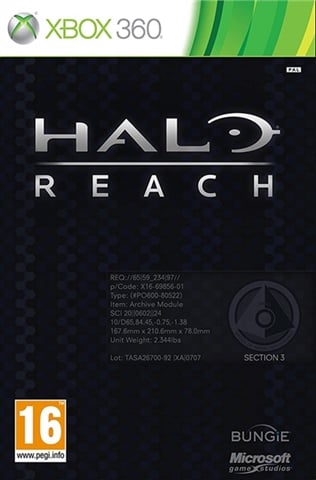 XBOX 360.
PAL
HALO
REACH
REQ://65|59_234|97//
p/Code: X16-69856-01
Type: (#PO600-80522)
Item: Archive Module
SCI 20||0602||24
10/D65,84.45,-0.75,-1.38
167.6mm x 210.6mm x 78.0mm
Unit Weight: 2.344lbs
Lot: TASA26700-92 |XA|0707
SECTION 3
16
www.pegi.info
BUNGiE
Microsoft
game studios